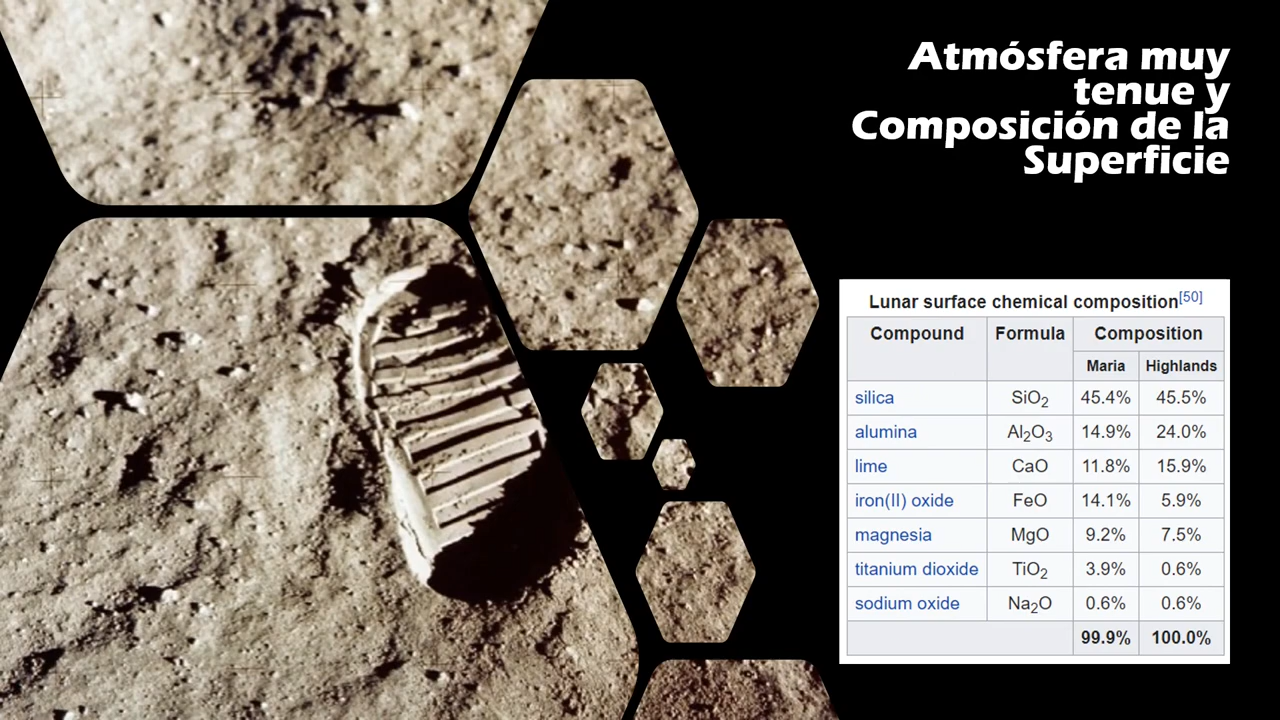 Atmósfera muy
tenue y
Composición de la
Superficie
Lunar surface chemical composition[50]
Compound Formula Composition
Maria Highlands
silica SiO₂ 45.4% 45.5%
alumina Al₂O₃ 14.9% 24.0%
lime CaO 11.8% 15.9%
iron(II) oxide FeO 14.1% 5.9%
magnesia MgO 9.2% 7.5%
titanium dioxide TiO₂ 3.9% 0.6%
sodium oxide Na₂O 0.6% 0.6%
99.9% 100.0%